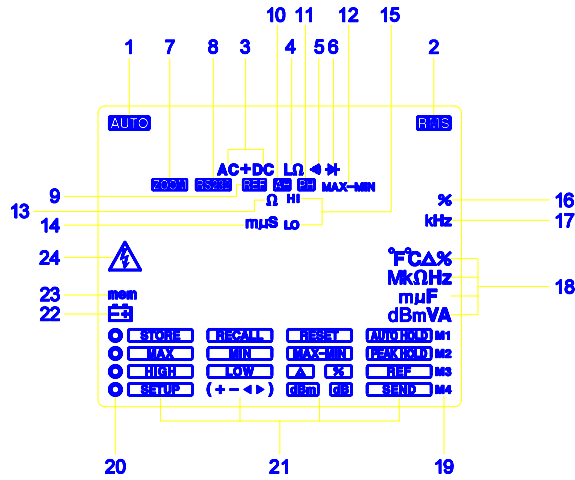 10 11 12 15
1 7 8 3 4 5 6 2
AUTO RMS
AC+DC LΩ
ZOOM RS232 REF AH PH MAX-MIN
9
Ω HI % 16
13
14 mμS LO kHz 17
24 °F°C△%
MkΩHz
23 mem mμF 18
22 dBmVA
STORE RECALL RESET AUTO HOLD M1
MAX MIN MAX-MIN PEAK HOLD M2
HIGH LOW △ % REF M3
SETUP (+-◀▶) dBm dB SEND M4
20 21 19